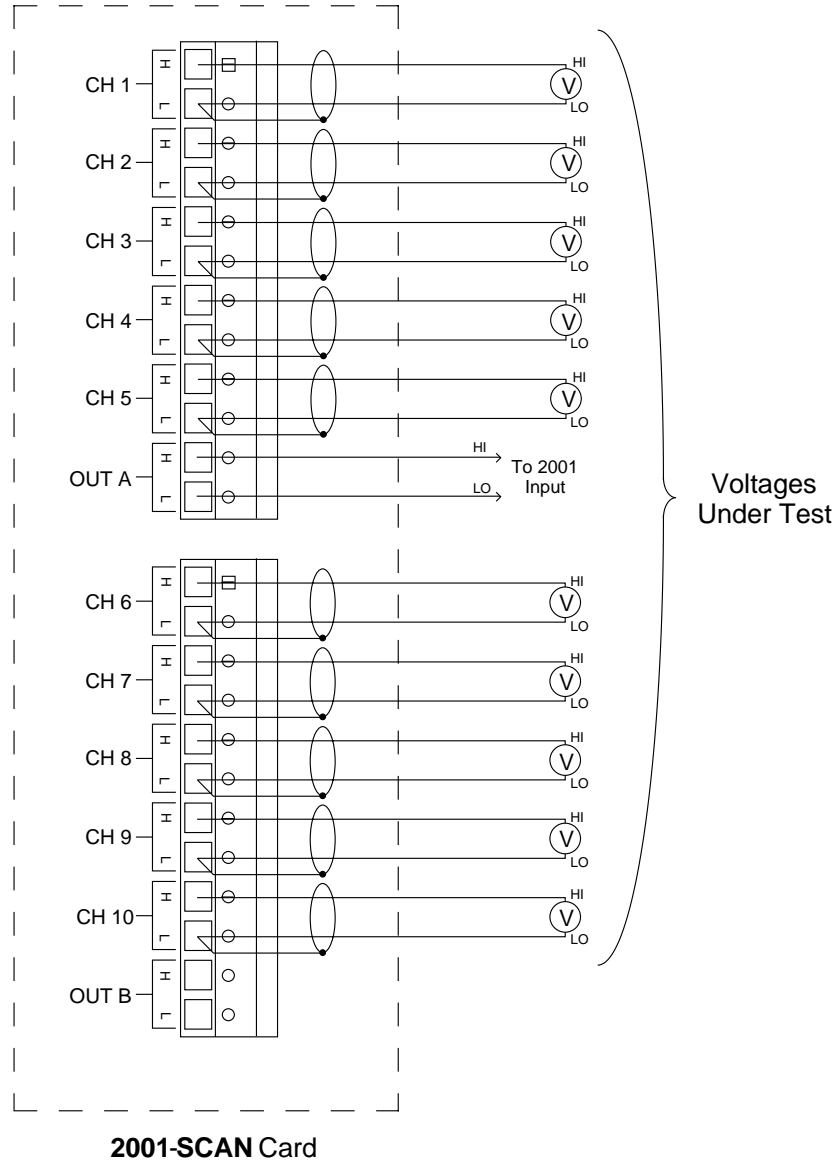 H
HI
CH 1
V
L
LO
H
HI
CH 2
V
L
LO
H
HI
CH 3
V
L
LO
H
HI
CH 4
V
L
LO
H
HI
CH 5
V
L
LO
H
HI
OUT A
To 2001
Input
L
LO
Voltages
Under Test
H
HI
CH 6
V
L
LO
H
HI
CH 7
V
L
LO
H
HI
CH 8
V
L
LO
H
HI
CH 9
V
L
LO
H
HI
CH 10
V
L
LO
H
OUT B
L
2001-SCAN Card